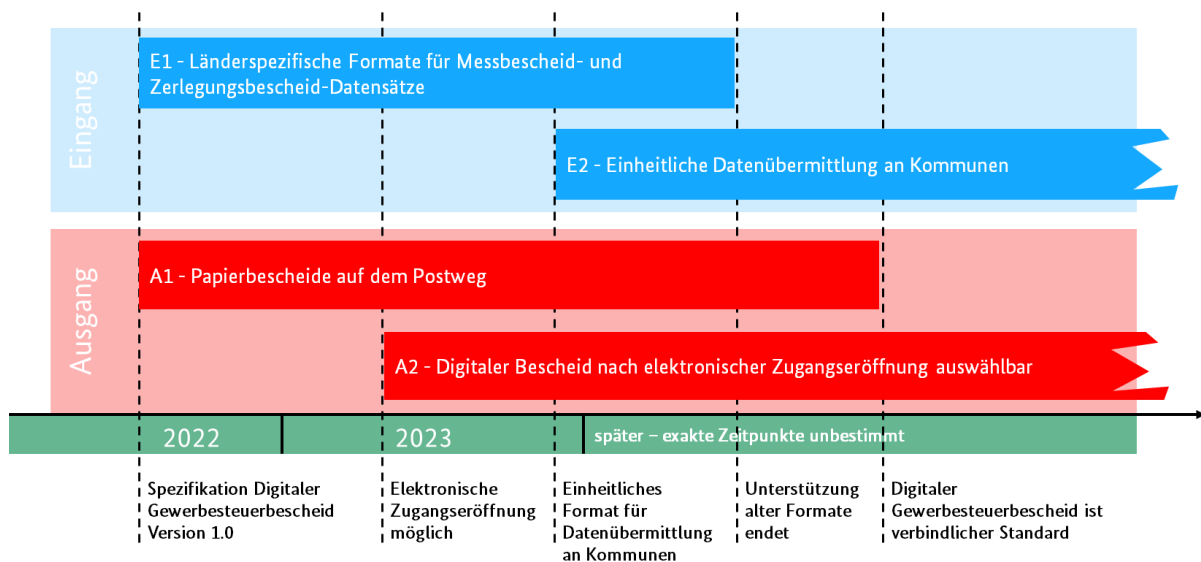 Eingang
E1 - Länderspezifische Formate für Messbescheid- und
Zerlegungsbescheid-Datensätze
E2 - Einheitliche Datenübermittlung an Kommunen
Ausgang
A1 - Papierbescheide auf dem Postweg
A2 - Digitaler Bescheid nach elektronischer Zugangseröffnung auswählbar
2022
2023
später – exakte Zeitpunkte unbestimmt
Spezifikation Digitaler
Gewerbesteuerbescheid
Version 1.0
Elektronische
Zugangseröffnung
möglich
Einheitliches
Format für
Datenübermittlung
an Kommunen
Unterstützung
alter Formate
endet
Digitaler
Gewerbesteuerbescheid ist
verbindlicher Standard